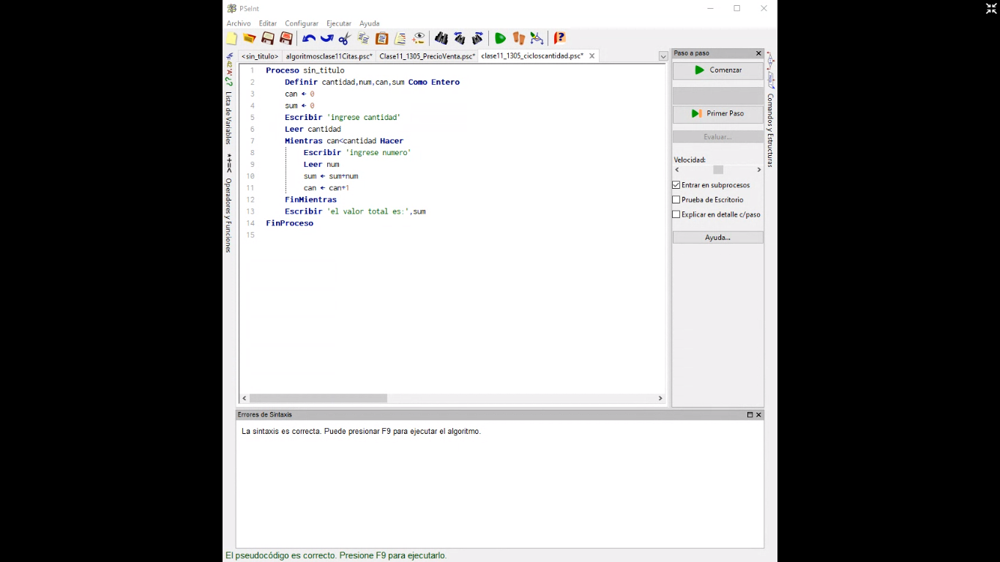 PSeInt
Archivo Editar Configurar Ejecutar Ayuda
<sin_titulo> algoritmosclase11Citas.psc* Clase11_1305_PrecioVenta.psc* clase11_1305_cicloscantidad.psc*
1 Proceso sin_titulo
2 Definir cantidad,num,can,sum Como Entero
3 can ← 0
4 sum ← 0
5 Escribir 'ingrese cantidad'
6 Leer cantidad
7 Mientras can<cantidad Hacer
8 Escribir 'ingrese numero'
9 Leer num
10 sum ← sum+num
11 can ← can+1
12 FinMientras
13 Escribir 'el valor total es:',sum
14 FinProceso
15
Lista de Variables
*+=< Operadores y Funciones
Paso a paso
Comenzar
Primer Paso
Evaluar...
Velocidad:
Entrar en subprocesos
Prueba de Escritorio
Explicar en detalle c/paso
Ayuda...
Comandos y Estructuras
Errores de Sintaxis
La sintaxis es correcta. Puede presionar F9 para ejecutar el algoritmo.
El pseudocódigo es correcto. Presione F9 para ejecutarlo.